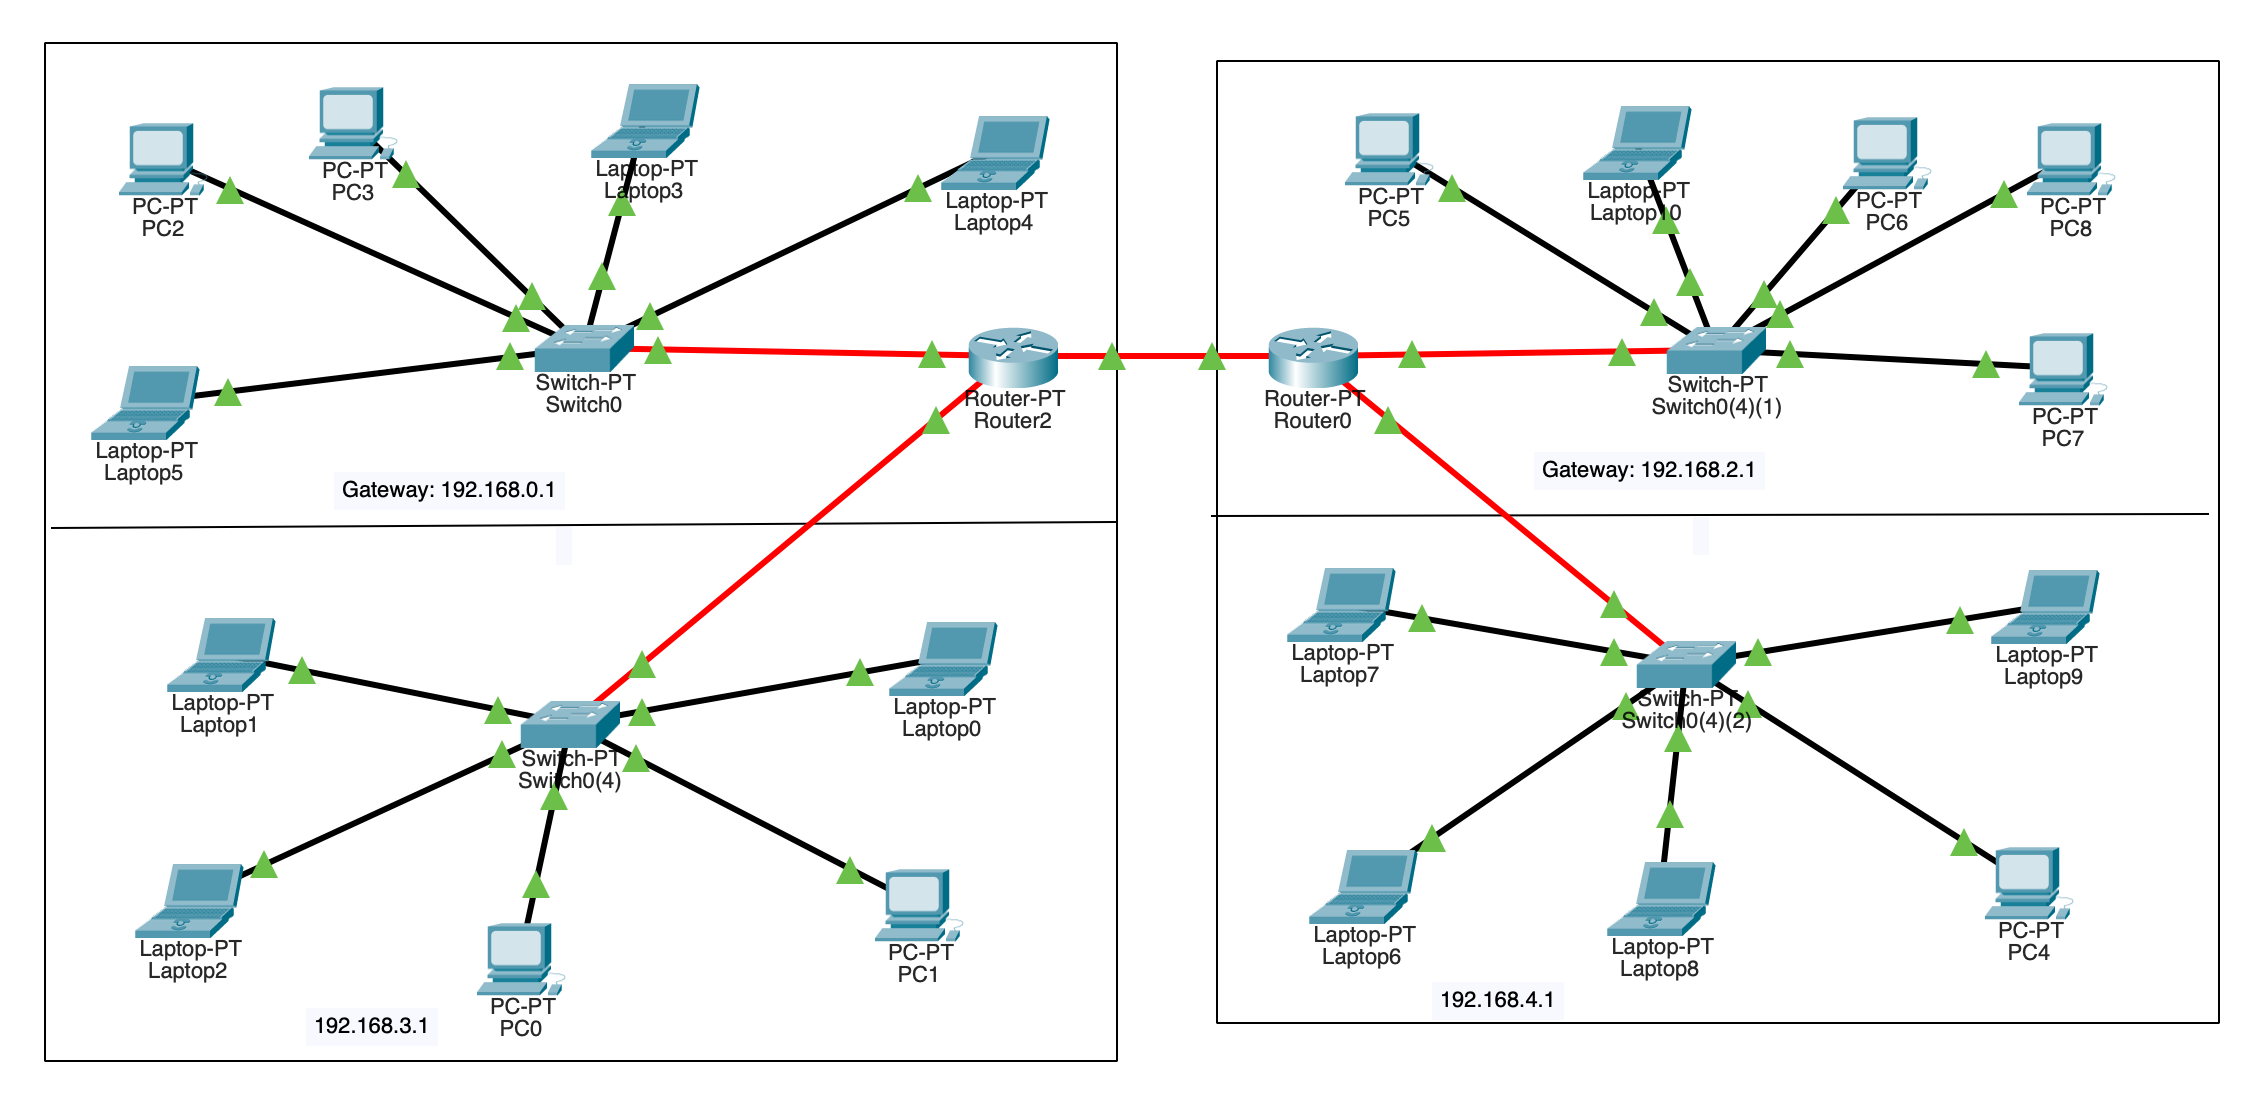 PC-PT
PC2
PC-PT
PC3
Laptop-PT
Laptop3
Laptop-PT
Laptop4
Switch-PT
Switch0
Laptop-PT
Laptop5
Router-PT
Router2
Gateway: 192.168.0.1
PC-PT
PC5
Laptop-PT
Laptop10
PC-PT
PC6
PC-PT
PC8
Router-PT
Router0
Switch-PT
Switch0(4)(1)
PC-PT
PC7
Gateway: 192.168.2.1
Laptop-PT
Laptop1
Laptop-PT
Laptop0
Switch-PT
Switch0(4)
Laptop-PT
Laptop2
PC-PT
PC0
PC-PT
PC1
192.168.3.1
Laptop-PT
Laptop7
Laptop-PT
Laptop9
Switch-PT
Switch0(4)(2)
Laptop-PT
Laptop6
Laptop-PT
Laptop8
PC-PT
PC4
192.168.4.1